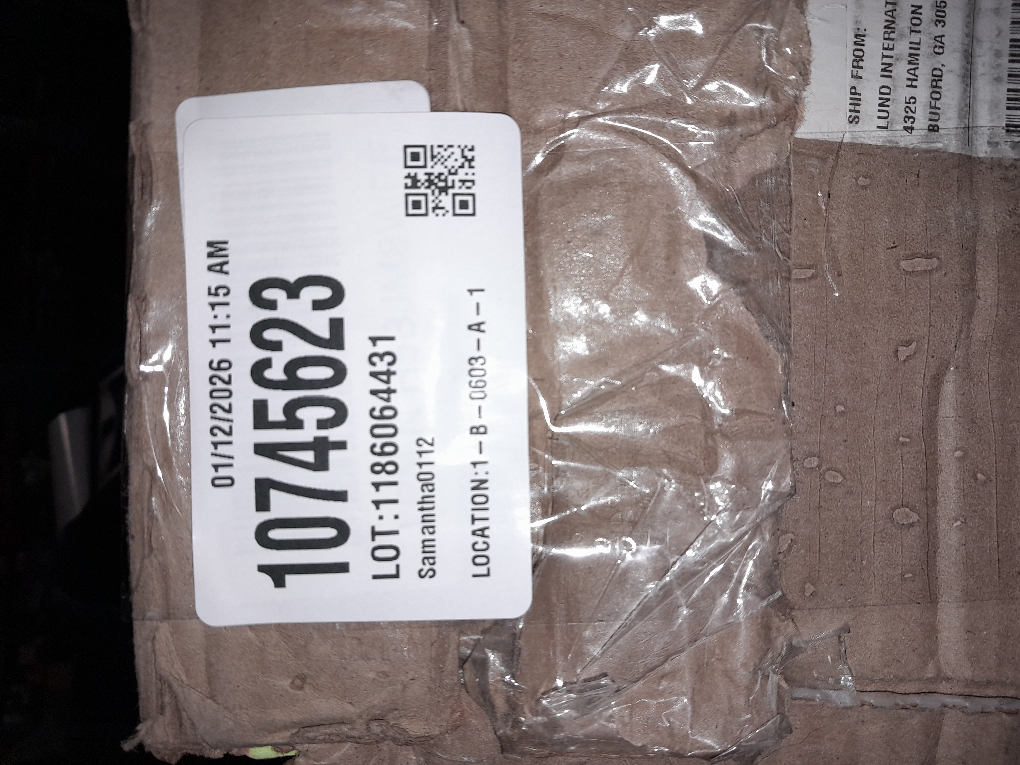 01/12/2026 11:15 AM
10745623
LOT:1186064431
Samantha0112
LOCATION:1-B-0603-A-1
SHIP FROM:
LUND INTERNAT
4325 HAMILTON
BUFORD, GA 305